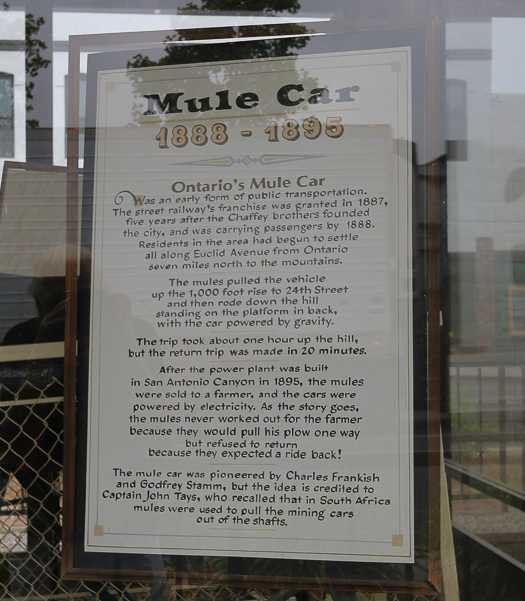 Mule Car
1888 - 1895
Ontario's Mule Car
Was an early form of public transportation.
The street railway's franchise was granted in 1887,
five years after the Chaffey brothers founded
the city, and was carrying passengers by 1888.
Residents in the area had begun to settle
all along Euclid Avenue from Ontario
seven miles north to the mountains.
The mules pulled the vehicle
up the 1,000 foot rise to 24th Street
and then rode down the hill
standing on the platform in back,
with the car powered by gravity.
The trip took about one hour up the hill,
but the return trip was made in 20 minutes.
After the power plant was built
in San Antonio Canyon in 1895, the mules
were sold to a farmer, and the cars were
powered by electricity. As the story goes,
the mules never worked out for the farmer
because they would pull his plow one way
but refused to return
because they expected a ride back!
The mule car was pioneered by Charles Frankish
and Godfrey Stamm, but the idea is credited to
Captain John Tays, who recalled that in South Africa
mules were used to pull the mining cars
out of the shafts.